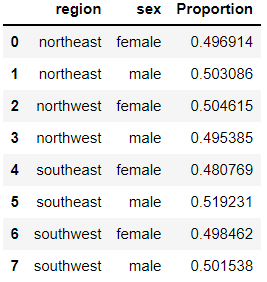 region sex Proportion
0 northeast female 0.496914
1 northeast male 0.503086
2 northwest female 0.504615
3 northwest male 0.495385
4 southeast female 0.480769
5 southeast male 0.519231
6 southwest female 0.498462
7 southwest male 0.501538